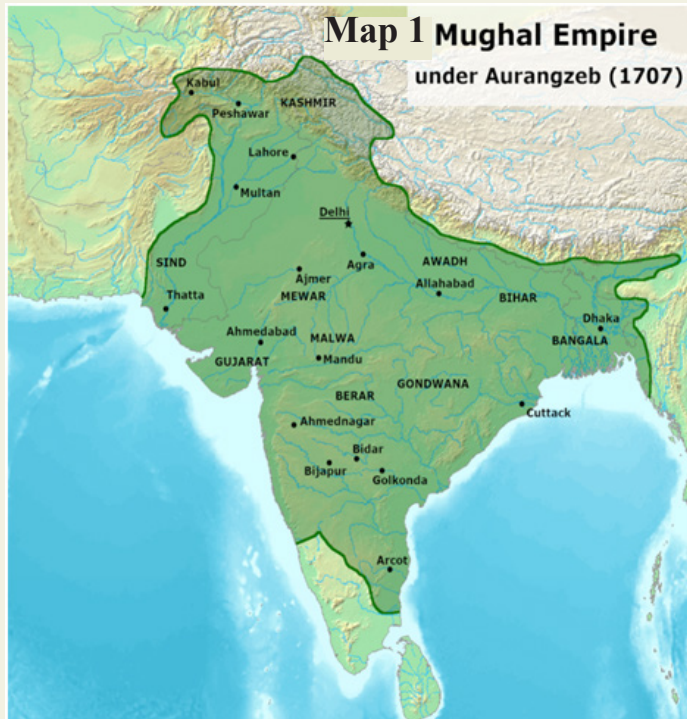 Map 1
Mughal Empire
under Aurangzeb (1707)
Kabul
Peshawar
KASHMIR
Lahore
Multan
Delhi
SIND
Ajmer
Agra
AWADH
Thatta
MEWAR
Allahabad
BIHAR
Dhaka
Ahmedabad
MALWA
BANGALA
GUJARAT
Mandu
BERAR
GONDWANA
Cuttack
Ahmednagar
Bidar
Bijapur
Golkonda
Arcot